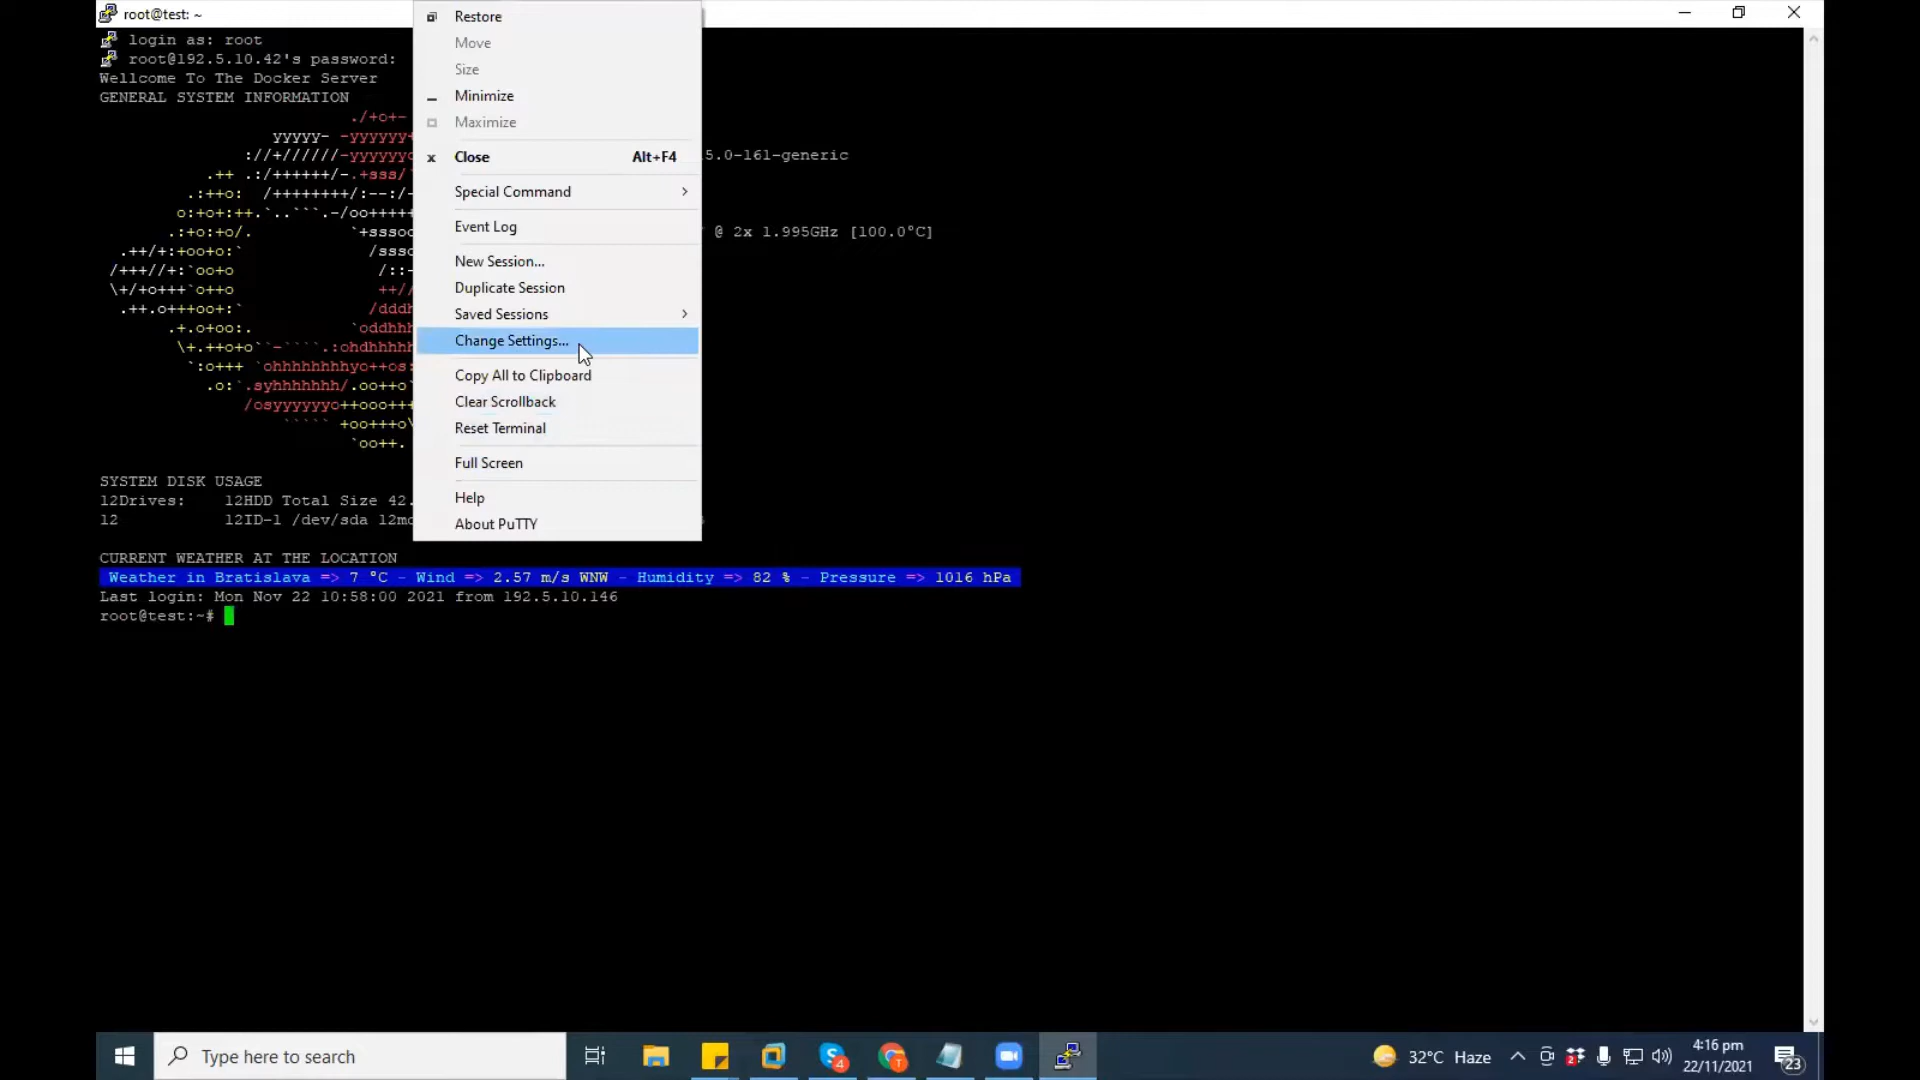 root@test: ~
login as: root
root@192.5.10.42's password:
Wellcome To The Docker Server
GENERAL SYSTEM INFORMATION
5.0-161-generic
@ 2x 1.995GHz [100.0°C]
SYSTEM DISK USAGE
12Drives: 12HDD Total Size 42.
12 12ID-1 /dev/sda 12mo
CURRENT WEATHER AT THE LOCATION
Weather in Bratislava => 7 °C - Wind => 2.57 m/s WNW - Humidity => 82 % - Pressure => 1016 hPa
Last login: Mon Nov 22 10:58:00 2021 from 192.5.10.146
root@test:~#
Restore
Move
Size
Minimize
Maximize
Close Alt+F4
Special Command
Event Log
New Session...
Duplicate Session
Saved Sessions
Change Settings...
Copy All to Clipboard
Clear Scrollback
Reset Terminal
Full Screen
Help
About PuTTY
Type here to search
4
T
32°C Haze
2
4:16 pm
22/11/2021
23